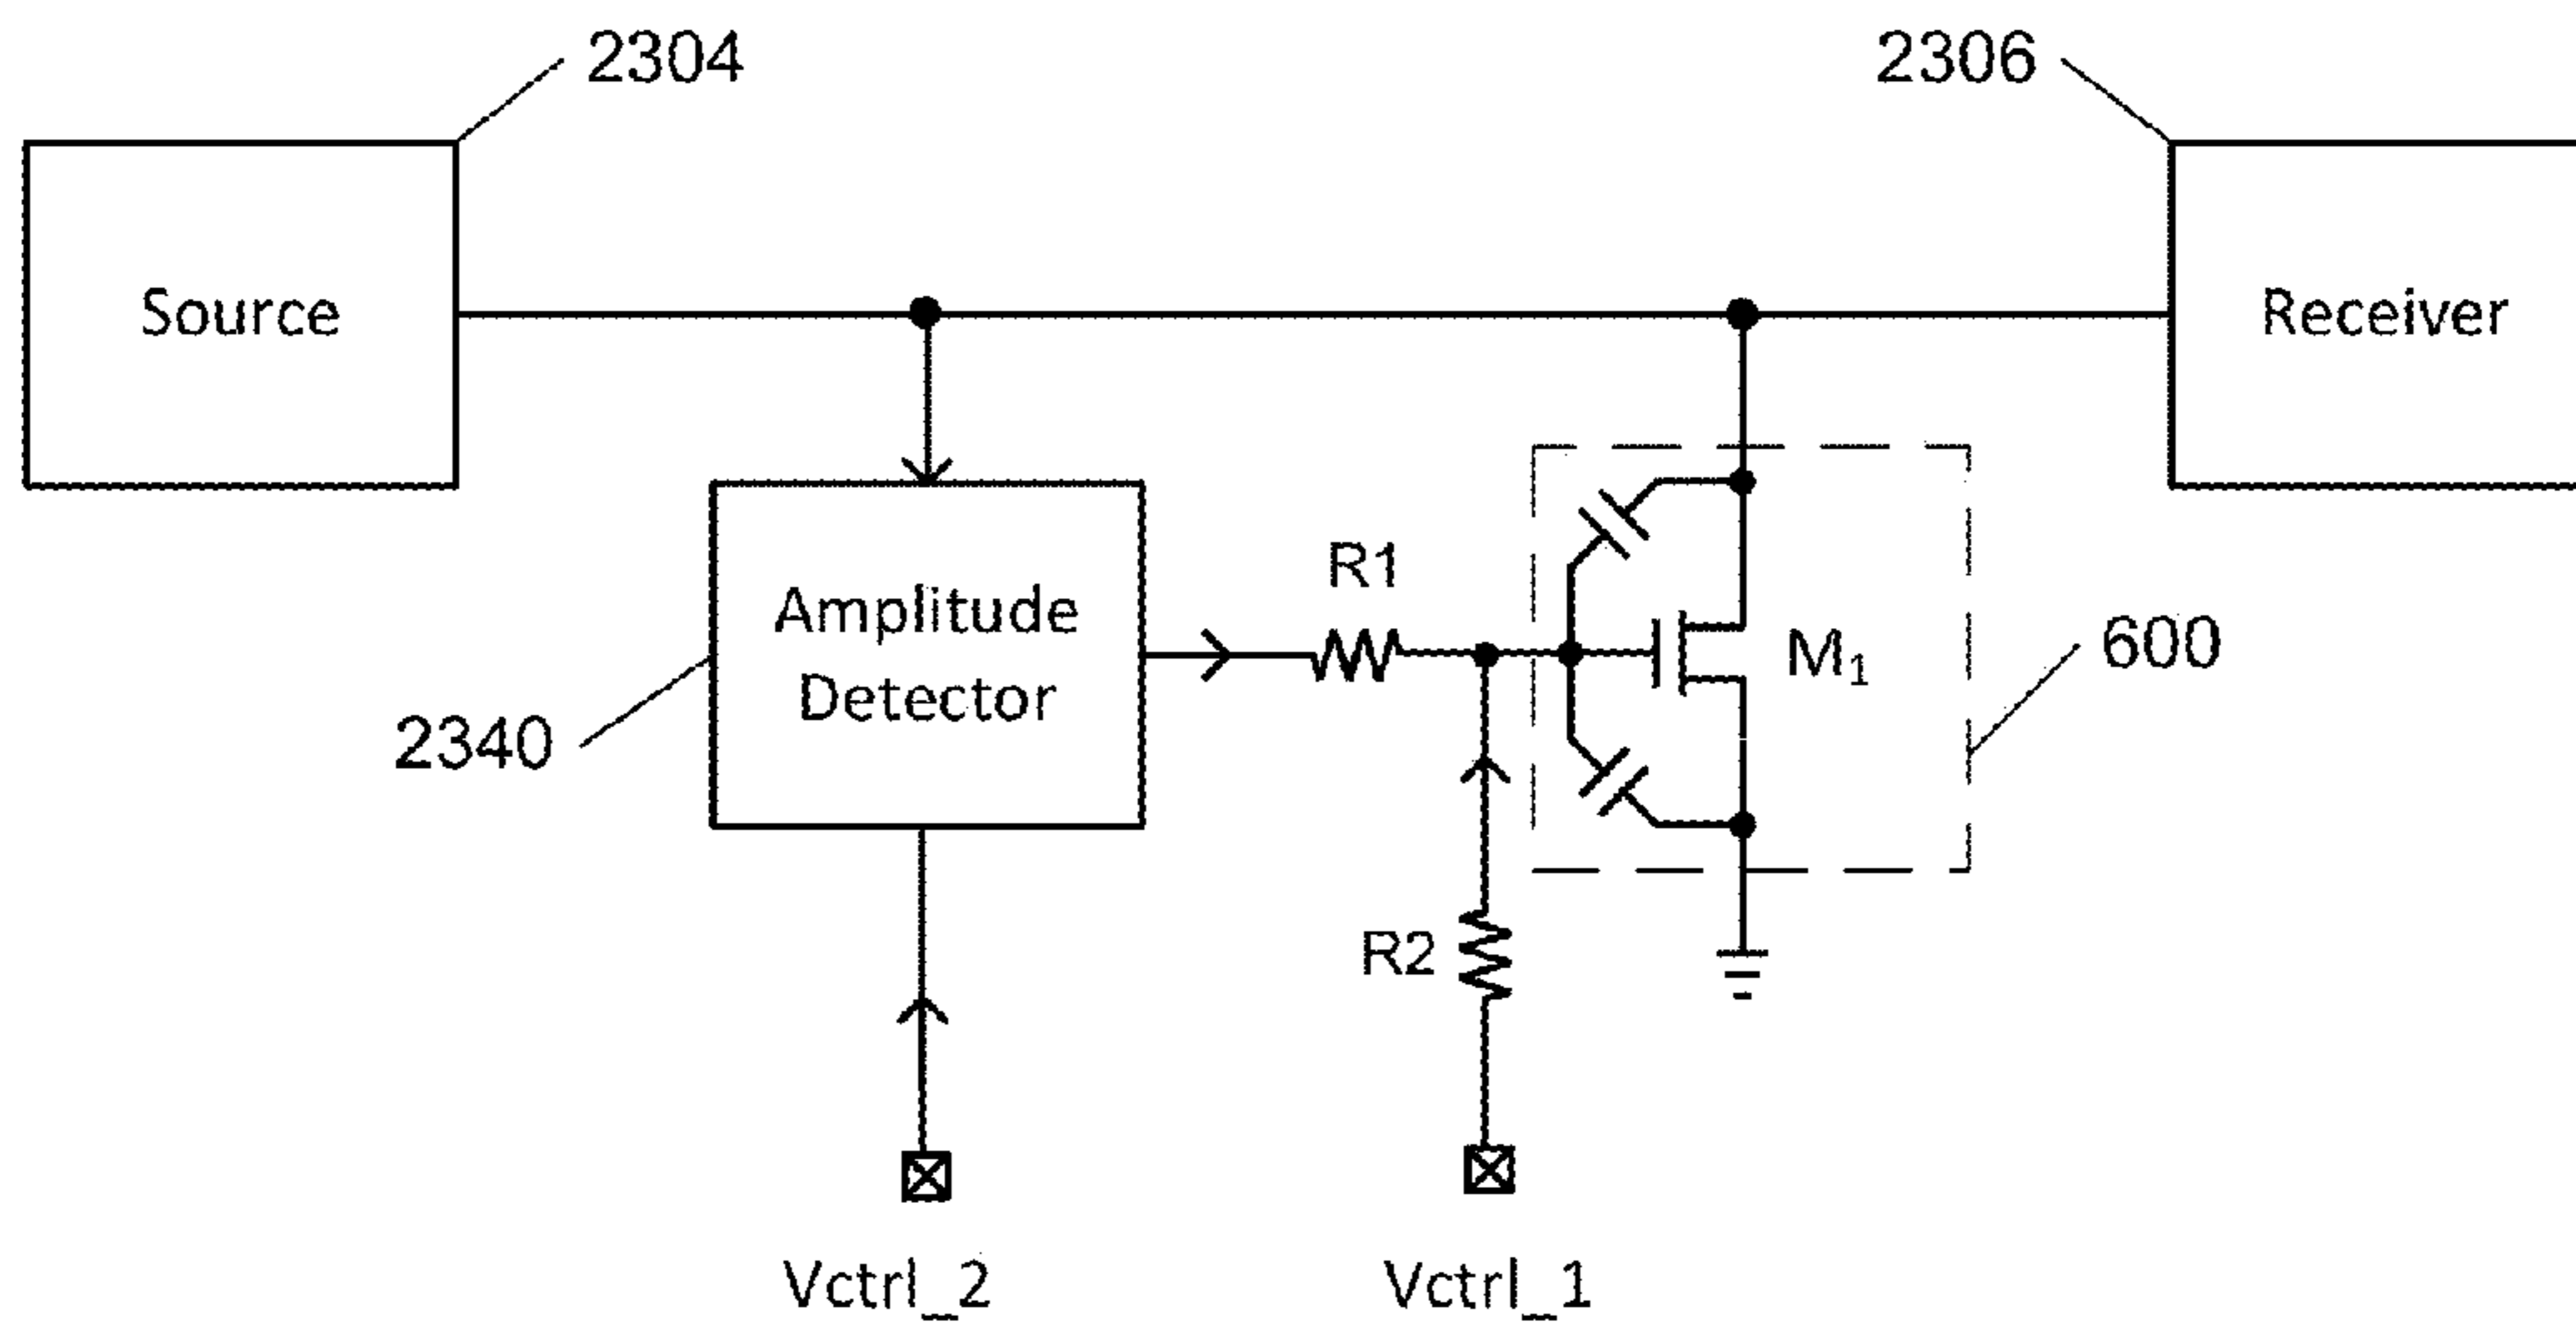 2304
2306
Source
Receiver
R1
Amplitude
Detector
M₁
600
2340
R2
Vctrl_2
Vctrl_1